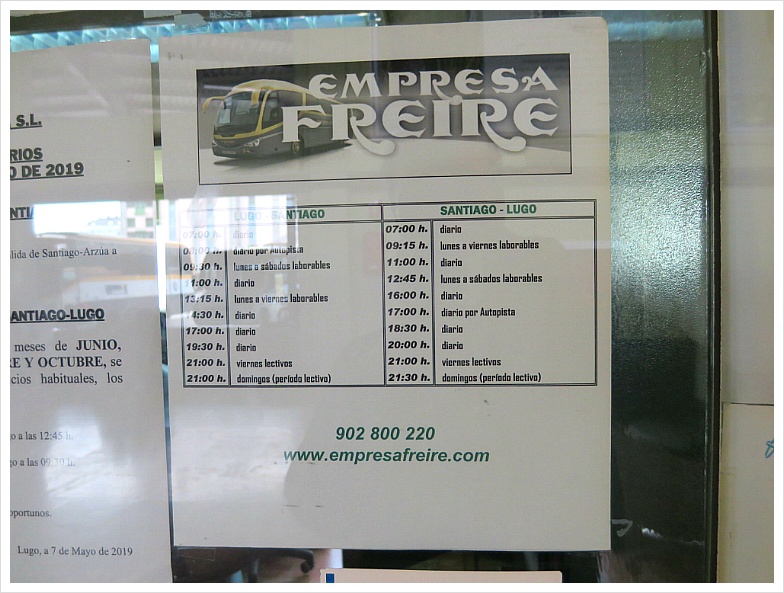 S.L.
RIOS
O DE 2019
lida de Santiago-Arzúa a
ANTIAGO-LUGO
meses de JUNIO,
RE Y OCTUBRE, se
cios habituales, los
o a las 12:45 h.
o a las 09:30 h.
oportunos.
Lugo, a 7 de Mayo de 2019
EMPRESA
FREIRE
LUGO - SANTIAGO
07:00 h. diario
08:00 h. diario por Autopista
09:30 h. lunes a sábados laborables
11:00 h. diario
13:15 h. lunes a viernes laborables
14:30 h. diario
17:00 h. diario
19:30 h. diario
21:00 h. viernes lectivos
21:00 h. domingos (período lectivo)
SANTIAGO - LUGO
07:00 h. diario
09:15 h. lunes a viernes laborables
11:00 h. diario
12:45 h. lunes a sábados laborables
16:00 h. diario
17:00 h. diario por Autopista
18:30 h. diario
20:00 h. diario
21:00 h. viernes lectivos
21:30 h. domingos (período lectivo)
902 800 220
www.empresafreire.com